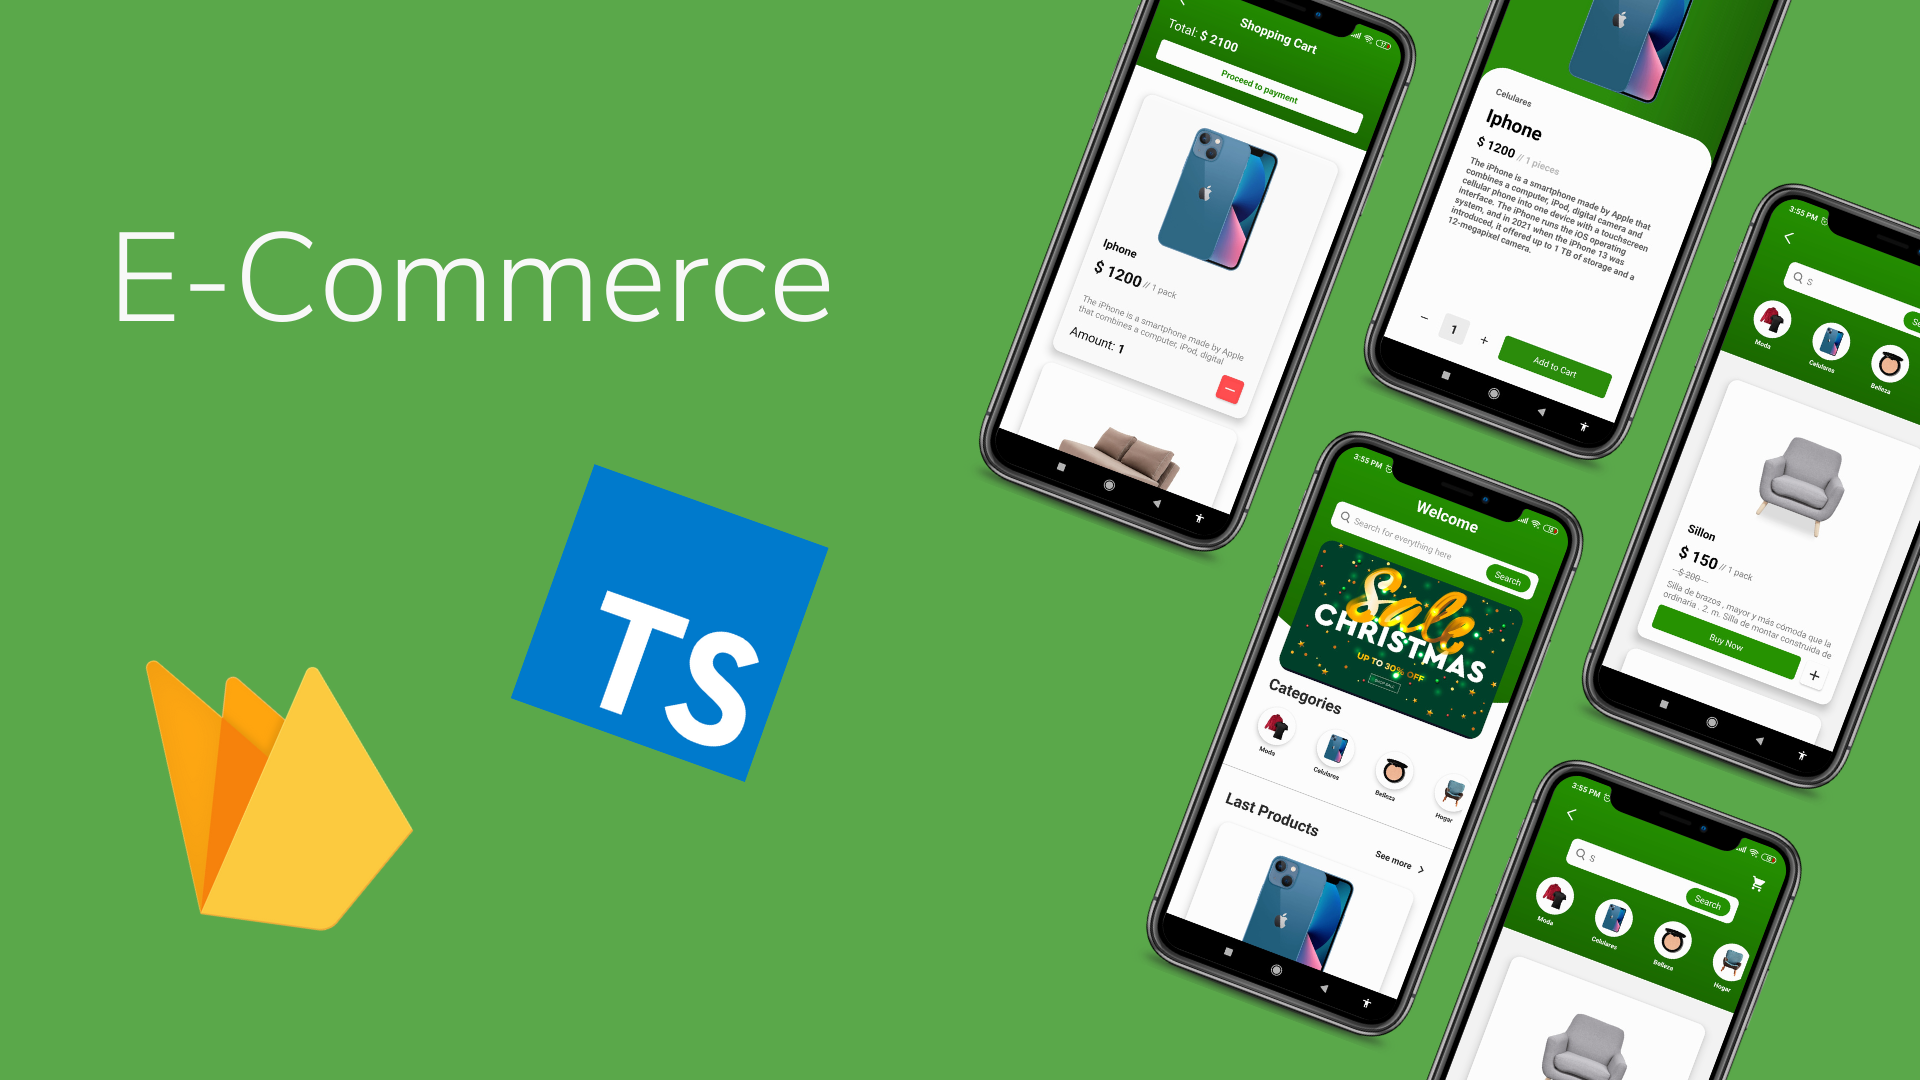 E-Commerce
TS
Shopping Cart
Total: $ 2100
Proceed to payment
Iphone
$ 1200 // 1 pack
The iPhone is a smartphone made by Apple
that combines a computer, iPod, digital
Amount: 1
Celulares
Iphone
$ 1200 // 1 pieces
The iPhone is a smartphone made by Apple that
combines a computer, iPod, digital camera and
cellular phone into one device with a touchscreen
interface. The iPhone runs the iOS operating
system, and in 2021 when the iPhone 13 was
introduced, it offered up to 1 TB of storage and a
12-megapixel camera.
− 1 +
Add to Cart
3:55 PM
S
Moda
Celulares
Belleza
Sillon
$ 150 // 1 pack
$ 200
Silla de brazos , mayor y más cómoda que la
ordinaria . 2. m. Silla de montar construida de
Buy Now
+
3:55 PM
Welcome
Search for everything here
Search
Sale
CHRISTMAS
UP TO 30% OFF
Categories
Moda
Celulares
Belleza
Hogar
Last Products
See more
3:55 PM
S
Search
Moda
Celulares
Belleza
Hogar